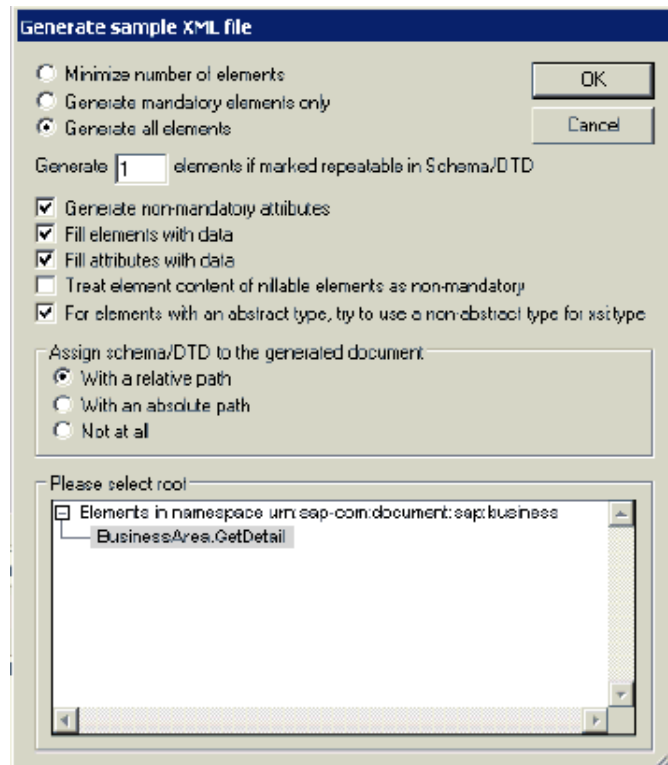 Generate sample XML file
Minimize number of elements
OK
Generate mandatory elements only
Generate all elements
Cancel
Generate 1 elements if marked repeatable in Schema/DTD
Generate non-mandatory attributes
Fill elements with data
Fill attributes with data
Treat element content of nillable elements as non-mandatory
For elements with an abstract type, try to use a non-abstract type for xsi:type
Assign schema/DTD to the generated document
With a relative path
With an absolute path
Not at all
Please select root
Elements in namespace urn:sap-com:document:sap:business
BusinessArea.GetDetail